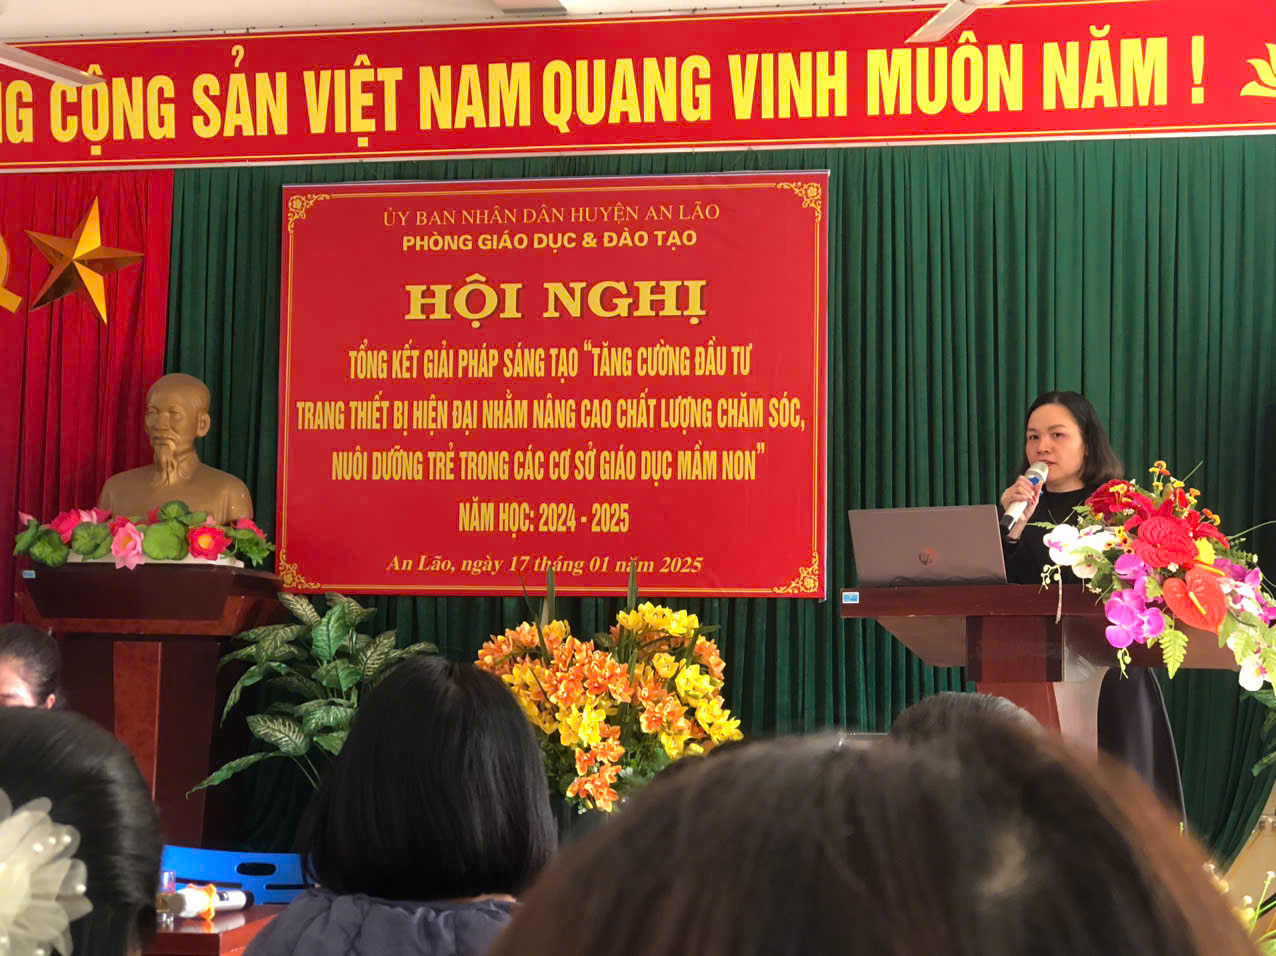 CỘNG SẢN VIỆT NAM QUANG VINH MUÔN NĂM !
ỦY BAN NHÂN DÂN HUYỆN AN LÃO
PHÒNG GIÁO DỤC & ĐÀO TẠO
HỘI NGHỊ
TỔNG KẾT GIẢI PHÁP SÁNG TẠO “TĂNG CƯỜNG ĐẦU TƯ
TRANG THIẾT BỊ HIỆN ĐẠI NHẰM NÂNG CAO CHẤT LƯỢNG CHĂM SÓC,
NUÔI DƯỠNG TRẺ TRONG CÁC CƠ SỞ GIÁO DỤC MẦM NON”
NĂM HỌC: 2024 - 2025
An Lão, ngày 17 tháng 01 năm 2025
hp